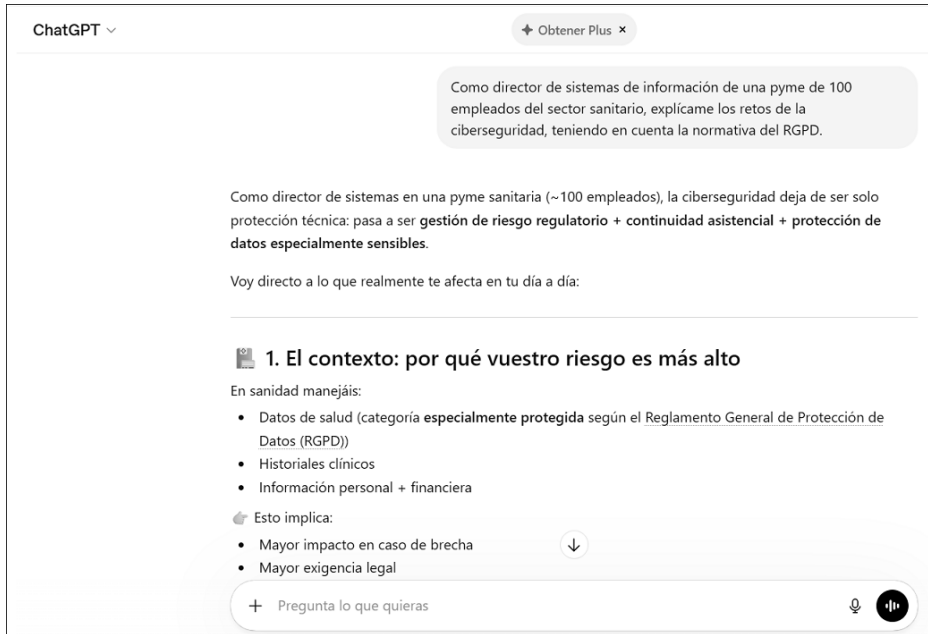 ChatGPT
Obtener Plus ×
Como director de sistemas de información de una pyme de 100
empleados del sector sanitario, explícame los retos de la
ciberseguridad, teniendo en cuenta la normativa del RGPD.
Como director de sistemas en una pyme sanitaria (~100 empleados), la ciberseguridad deja de ser solo
protección técnica: pasa a ser gestión de riesgo regulatorio + continuidad asistencial + protección de
datos especialmente sensibles.
Voy directo a lo que realmente te afecta en tu día a día:
1. El contexto: por qué vuestro riesgo es más alto
En sanidad manejáis:
• Datos de salud (categoría especialmente protegida según el Reglamento General de Protección de
Datos (RGPD))
• Historiales clínicos
• Información personal + financiera
Esto implica:
• Mayor impacto en caso de brecha
• Mayor exigencia legal
Pregunta lo que quieras